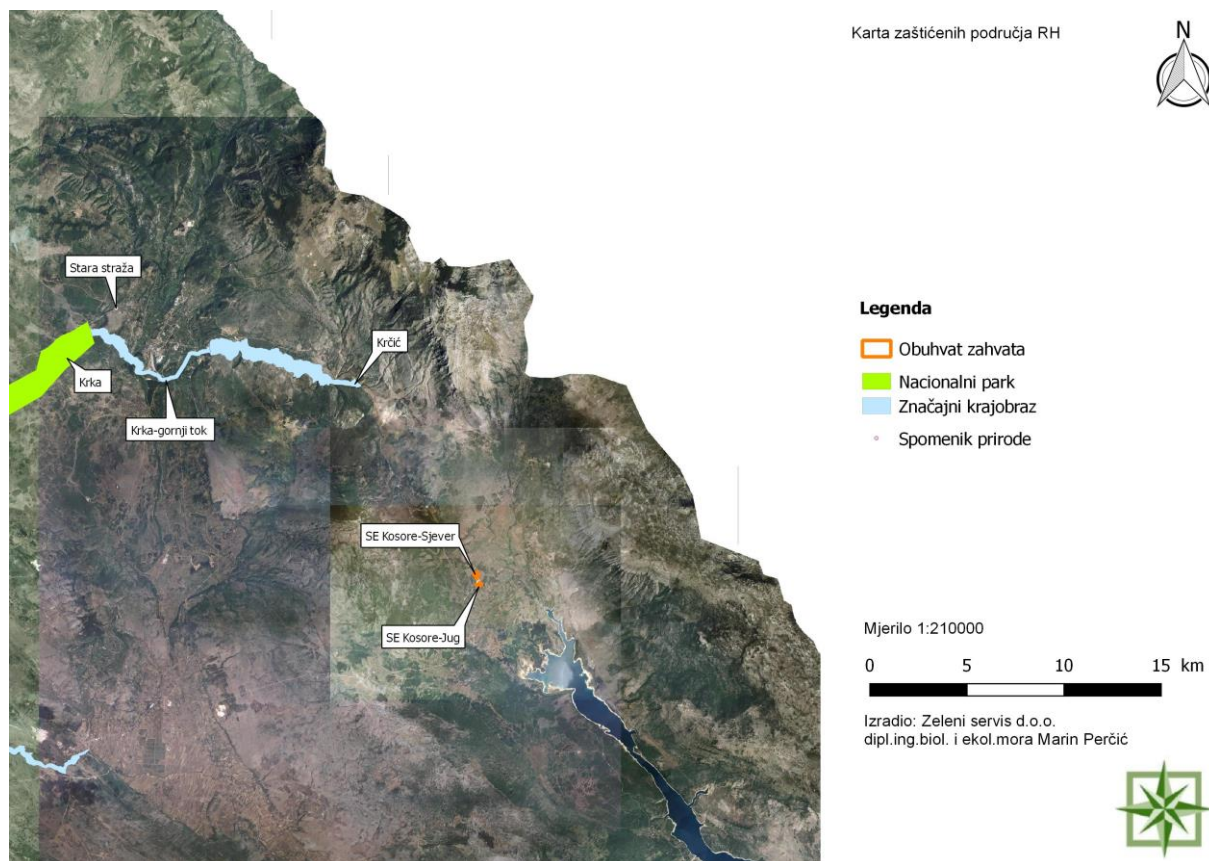 Karta zaštićenih područja RH
N
Stara straža
Krčić
Krka
Krka-gornji tok
SE Kosore-Sjever
SE Kosore-Jug
Legenda
Obuhvat zahvata
Nacionalni park
Značajni krajobraz
Spomenik prirode
Mjerilo 1:210000
0 5 10 15 km
Izradio: Zeleni servis d.o.o.
dipl.ing.biol. i ekol.mora Marin Perčić